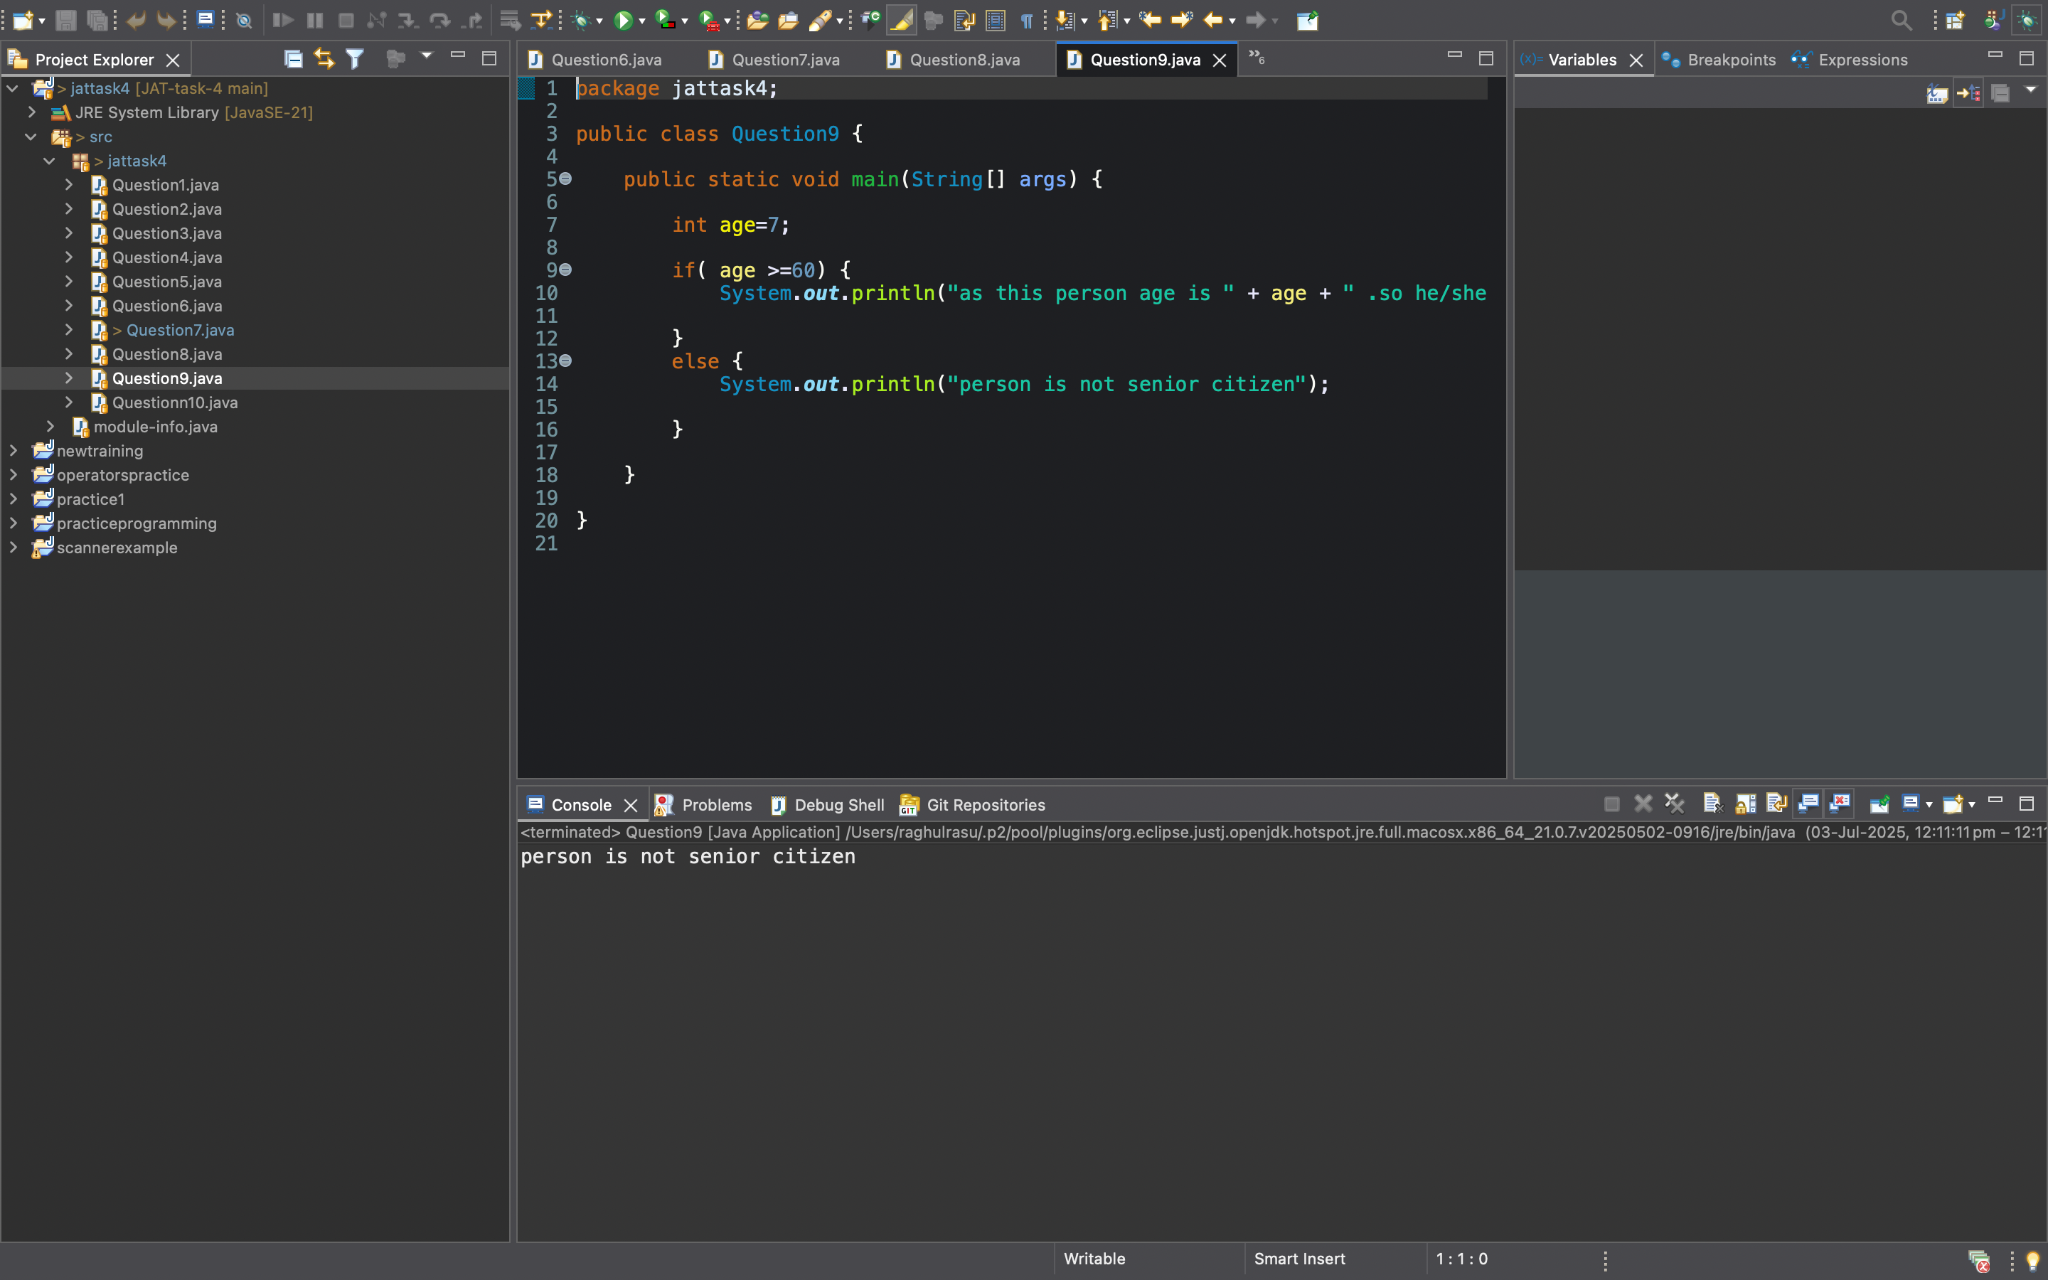 Project Explorer
> jattask4 [JAT-task-4 main]
JRE System Library [JavaSE-21]
> src
> jattask4
Question1.java
Question2.java
Question3.java
Question4.java
Question5.java
Question6.java
> Question7.java
Question8.java
Question9.java
Questionn10.java
module-info.java
newtraining
operatorspractice
practice1
practiceprogramming
scannerexample
Question6.java Question7.java Question8.java Question9.java »6
1 package jattask4;
2
3 public class Question9 {
4
5 public static void main(String[] args) {
6
7 int age=7;
8
9 if( age >=60) {
10 System.out.println("as this person age is " + age + " .so he/she
11
12 }
13 else {
14 System.out.println("person is not senior citizen");
15
16 }
17
18 }
19
20 }
21
(x)= Variables Breakpoints Expressions
Console Problems Debug Shell Git Repositories
<terminated> Question9 [Java Application] /Users/raghulrasu/.p2/pool/plugins/org.eclipse.justj.openjdk.hotspot.jre.full.macosx.x86_64_21.0.7.v20250502-0916/jre/bin/java (03-Jul-2025, 12:11:11 pm – 12:11
person is not senior citizen
Writable Smart Insert 1 : 1 : 0